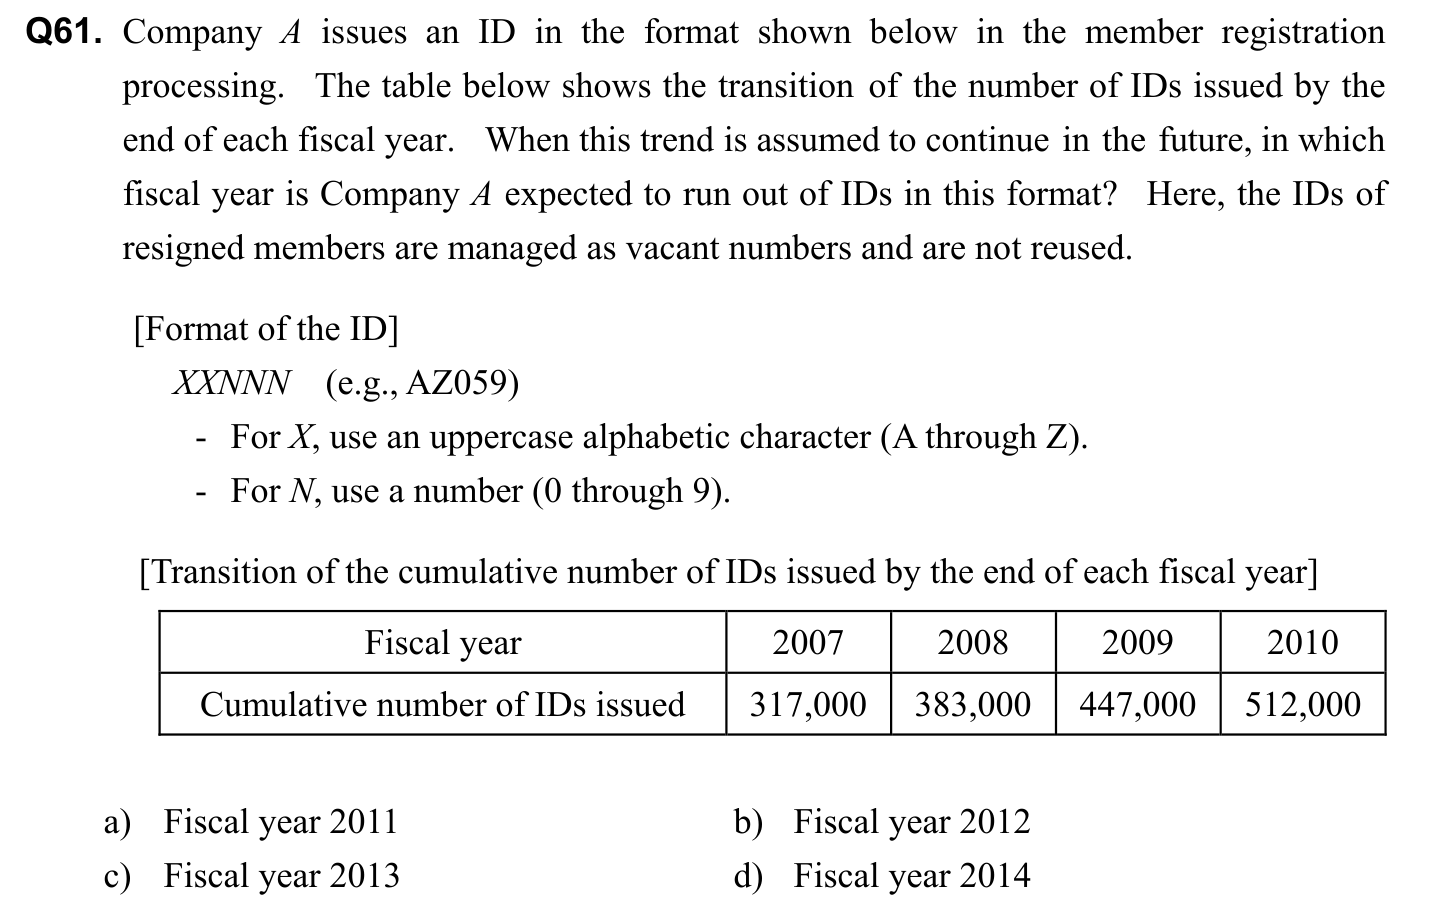 Q61. Company A issues an ID in the format shown below in the member registration
processing. The table below shows the transition of the number of IDs issued by the
end of each fiscal year. When this trend is assumed to continue in the future, in which
fiscal year is Company A expected to run out of IDs in this format? Here, the IDs of
resigned members are managed as vacant numbers and are not reused.
[Format of the ID]
XXNNN (e.g., AZ059)
- For X, use an uppercase alphabetic character (A through Z).
- For N, use a number (0 through 9).
[Transition of the cumulative number of IDs issued by the end of each fiscal year]
Fiscal year 2007 2008 2009 2010
Cumulative number of IDs issued 317,000 383,000 447,000 512,000
a) Fiscal year 2011 b) Fiscal year 2012
c) Fiscal year 2013 d) Fiscal year 2014